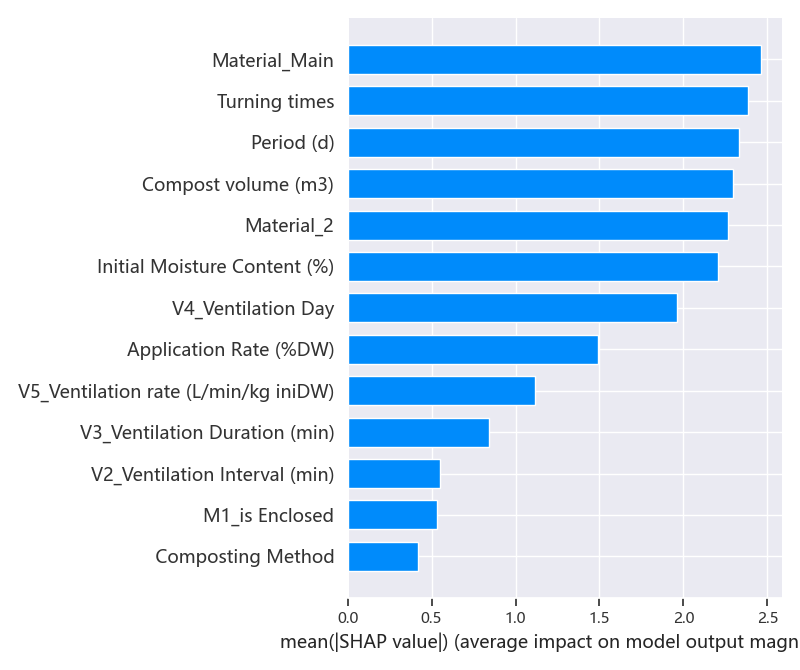 Material_Main
Turning times
Period (d)
Compost volume (m3)
Material_2
Initial Moisture Content (%)
V4_Ventilation Day
Application Rate (%DW)
V5_Ventilation rate (L/min/kg iniDW)
V3_Ventilation Duration (min)
V2_Ventilation Interval (min)
M1_is Enclosed
Composting Method
0.0 0.5 1.0 1.5 2.0 2.5
mean(|SHAP value|) (average impact on model output magn